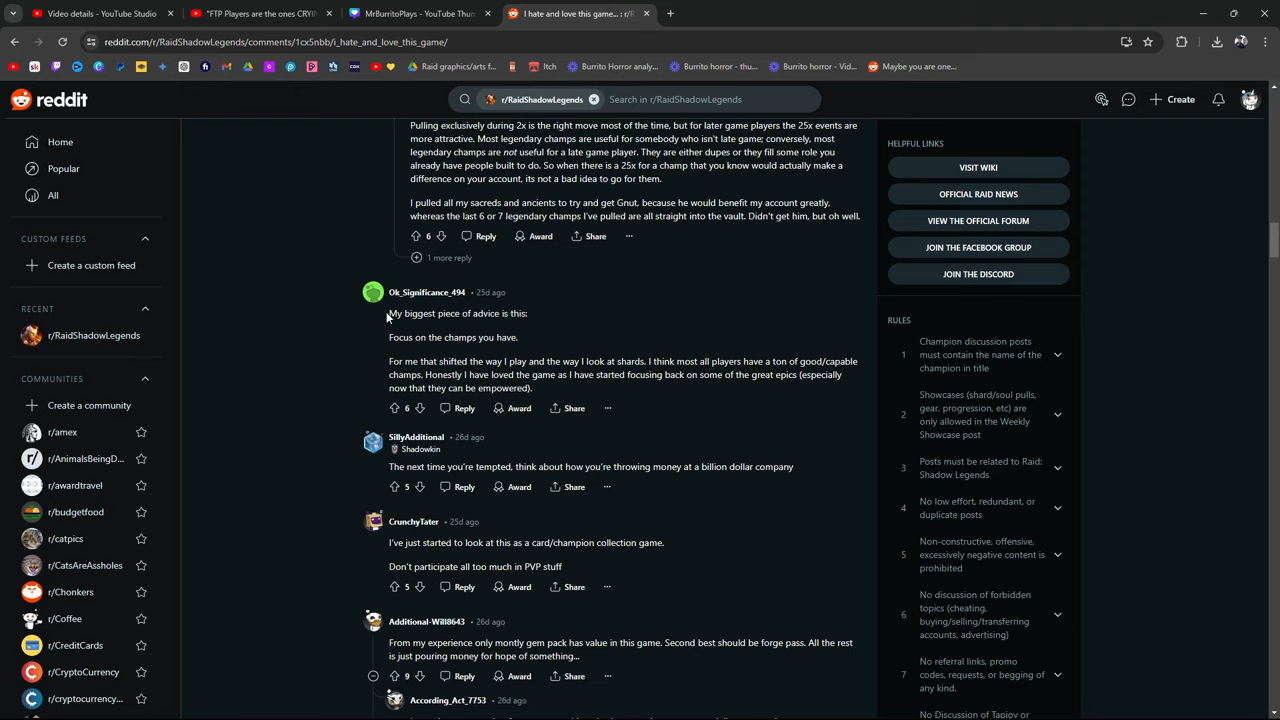 Video details - YouTube Studio
"FTP Players are the ones CRYIN
MrBurritoPlays - YouTube Thum
I hate and love this game... : r/R
reddit.com/r/RaidShadowLegends/comments/1cx5nbb/i_hate_and_love_this_game/
Raid graphics/arts f...
Itch
Burrito Horror analy...
Burrito horror - thu...
Burrito horror - Vid...
Maybe you are one...
reddit
r/RaidShadowLegends
Search in r/RaidShadowLegends
Create
Home
Popular
All
CUSTOM FEEDS
Create a custom feed
RECENT
r/RaidShadowLegends
COMMUNITIES
Create a community
r/amex
r/AnimalsBeingD...
r/awardtravel
r/budgetfood
r/catpics
r/CatsAreAssholes
r/Chonkers
r/Coffee
r/CreditCards
r/CryptoCurrency
r/cryptocurrency...
Pulling exclusively during 2x is the right move most of the time, but for later game players the 25x events are
more attractive. Most legendary champs are useful for somebody who isn't late game; conversely, most
legendary champs are not useful for a late game player. They are either dupes or they fill some role you
already have people built to do. So when there is a 25x for a champ that you know would actually make a
difference on your account, its not a bad idea to go for them.
I pulled all my sacreds and ancients to try and get Gnut, because he would benefit my account greatly,
whereas the last 6 or 7 legendary champs I've pulled are all straight into the vault. Didn't get him, but oh well.
6 Reply Award Share
1 more reply
Ok_Significance_494 • 25d ago
My biggest piece of advice is this:
Focus on the champs you have.
For me that shifted the way I play and the way I look at shards. I think most all players have a ton of good/capable
champs. Honestly I have loved the game as I have started focusing back on some of the great epics (especially
now that they can be empowered).
6 Reply Award Share
SillyAdditional • 26d ago
Shadowkin
The next time you're tempted, think about how you're throwing money at a billion dollar company
5 Reply Award Share
CrunchyTater • 25d ago
I've just started to look at this as a card/champion collection game.
Don't participate all too much in PVP stuff
5 Reply Award Share
Additional-Will8643 • 26d ago
From my experience only montly gem pack has value in this game. Second best should be forge pass. All the rest
is just pouring money for hope of something...
9 Reply Award Share
According_Act_7753 • 26d ago
HELPFUL LINKS
VISIT WIKI
OFFICIAL RAID NEWS
VIEW THE OFFICIAL FORUM
JOIN THE FACEBOOK GROUP
JOIN THE DISCORD
RULES
1 Champion discussion posts
must contain the name of the
champion in title
2 Showcases (shard/soul pulls,
gear, progression, etc) are
only allowed in the Weekly
Showcase post
3 Posts must be related to Raid:
Shadow Legends
4 No low effort, redundant, or
duplicate posts
5 Non-constructive, offensive,
excessively negative content is
prohibited
6 No discussion of forbidden
topics (cheating,
buying/selling/transferring
accounts, advertising)
7 No referral links, promo
codes, requests, or begging of
any kind.
No Discussion of Tapjoy or